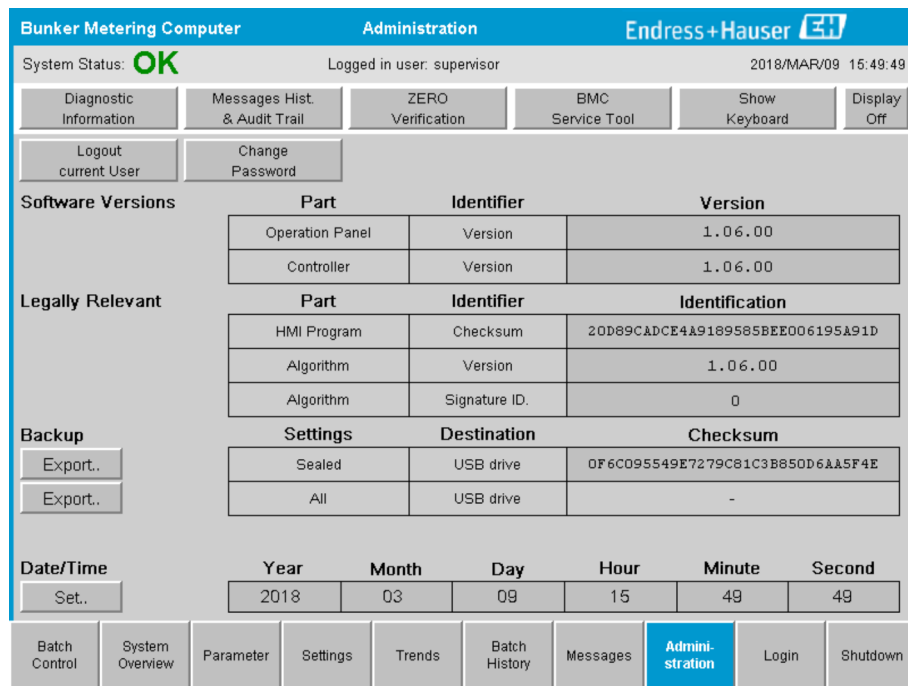 Bunker Metering Computer Administration Endress+Hauser EH
System Status: OK Logged in user: supervisor 2018/MAR/09 15:49:49
Diagnostic Information Messages Hist. & Audit Trail ZERO Verification BMC Service Tool Show Keyboard Display Off
Logout current User Change Password
Software Versions Part Identifier Version
Operation Panel Version 1.06.00
Controller Version 1.06.00
Legally Relevant Part Identifier Identification
HMI Program Checksum 20D89CADCE4A9189585BEE006195A91D
Algorithm Version 1.06.00
Algorithm Signature ID. 0
Backup Settings Destination Checksum
Export.. Sealed USB drive 0F6C095549E7279C81C3B850D6AA5F4E
Export.. All USB drive -
Date/Time Year Month Day Hour Minute Second
Set.. 2018 03 09 15 49 49
Batch Control System Overview Parameter Settings Trends Batch History Messages Admini- stration Login Shutdown